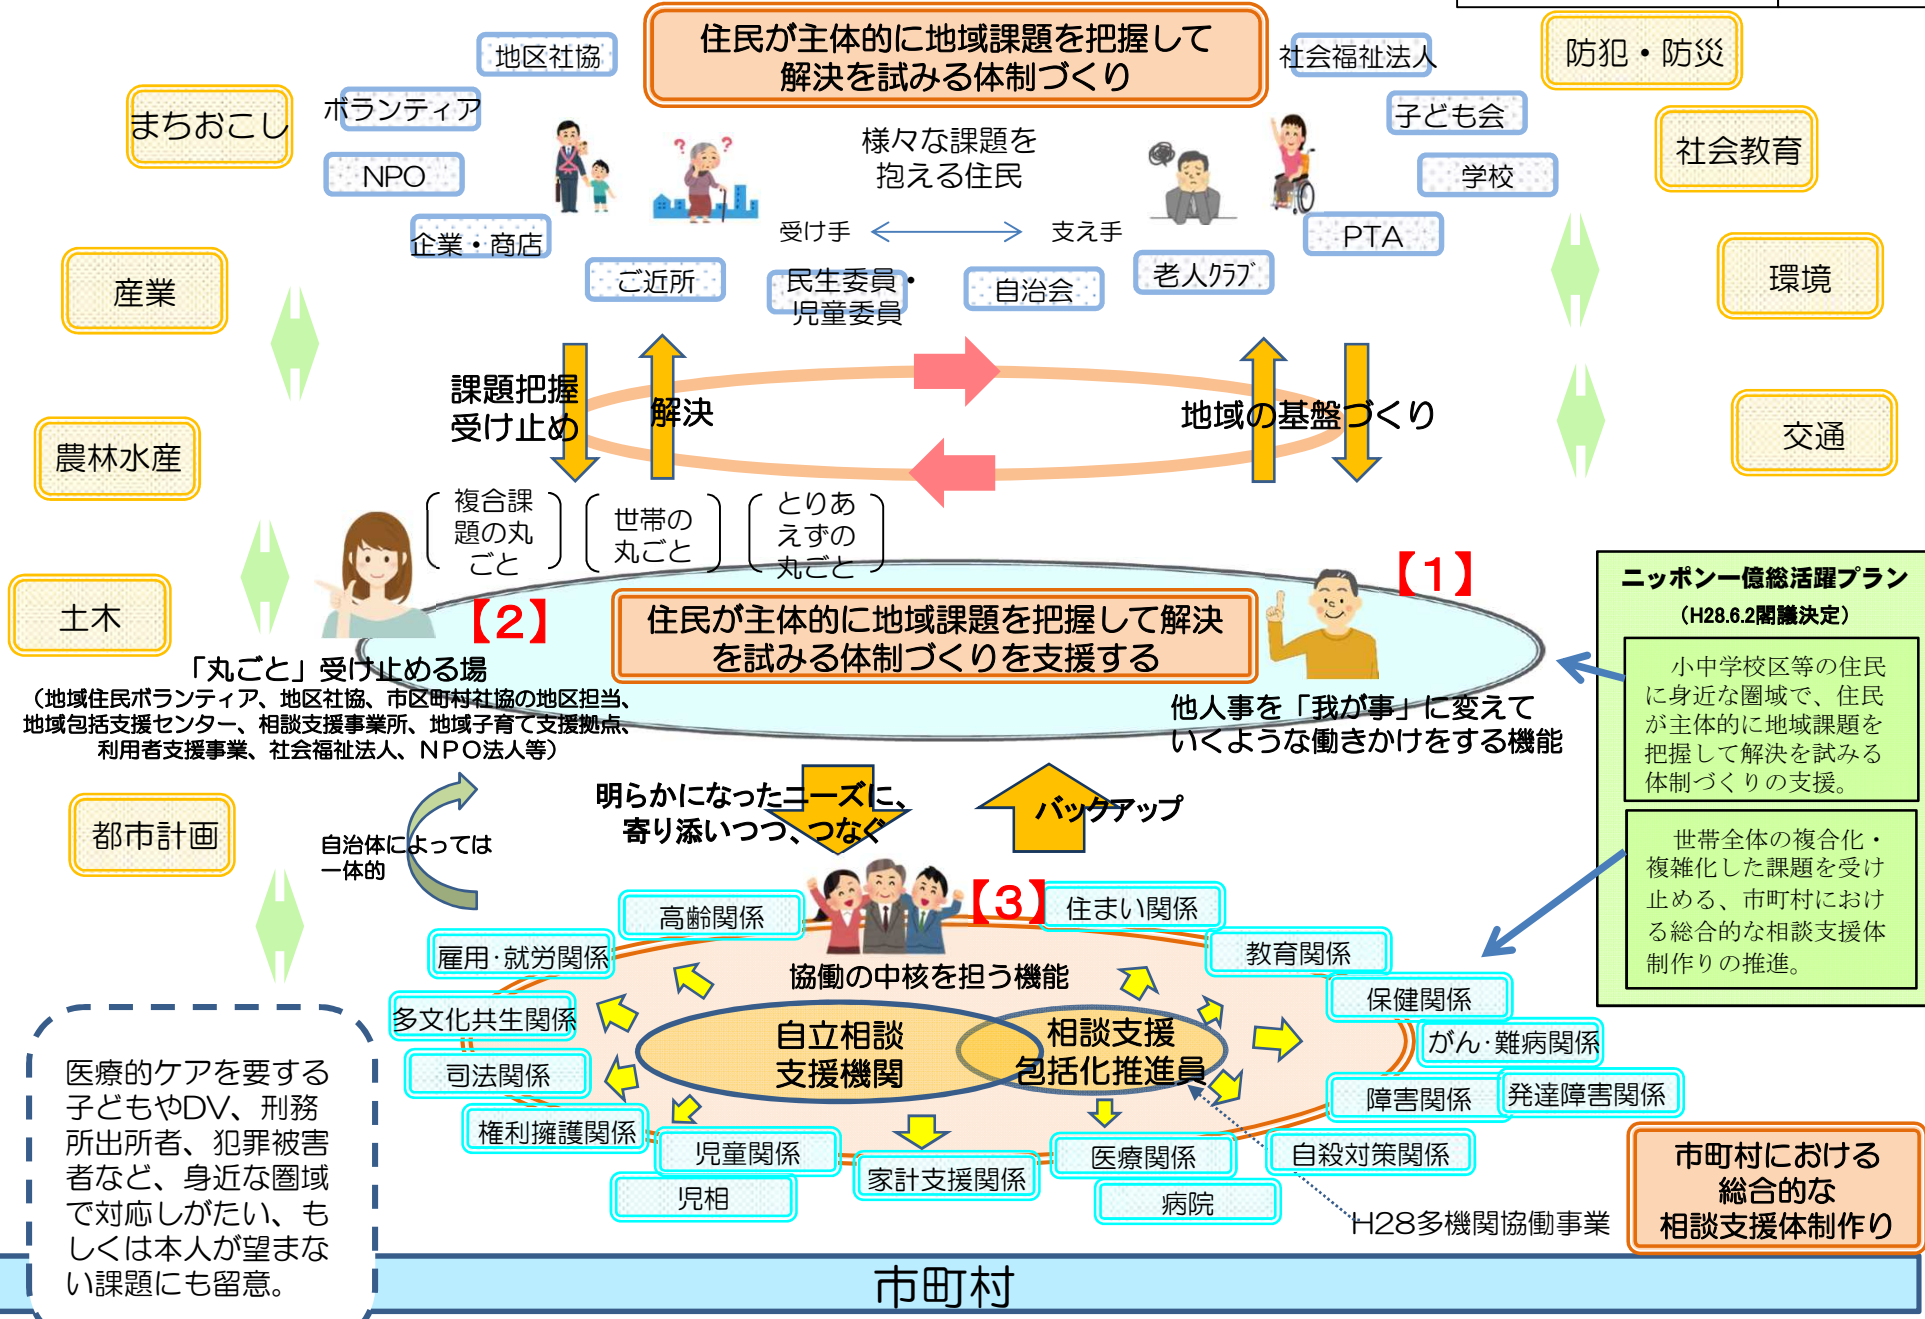 住民が主体的に地域課題を把握して
解決を試みる体制づくり
地区社協
社会福祉法人
防犯・防災
まちおこし
ボランティア
子ども会
社会教育
NPO
様々な課題を
抱える住民
学校
企業・商店
受け手
支え手
PTA
産業
ご近所
民生委員・
児童委員
自治会
老人ｸﾗﾌﾞ
環境
課題把握
受け止め
解決
地域の基盤づくり
農林水産
交通
複合課
題の丸
ごと
世帯の
丸ごと
とりあ
えずの
丸ごと
【1】
【2】
土木
住民が主体的に地域課題を把握して解決
を試みる体制づくりを支援する
ニッポン一億総活躍プラン
（H28.6.2閣議決定）
小中学校区等の住民
に身近な圏域で、住民
が主体的に地域課題を
把握して解決を試みる
体制づくりの支援。
「丸ごと」受け止める場
（地域住民ボランティア、地区社協、市区町村社協の地区担当、
地域包括支援センター、相談支援事業所、地域子育て支援拠点、
利用者支援事業、社会福祉法人、ＮＰＯ法人等）
他人事を「我が事」に変えて
いくような働きかけをする機能
都市計画
自治体によっては
一体的
明らかになったニーズに、
寄り添いつつ、つなぐ
バックアップ
世帯全体の複合化・
複雑化した課題を受け
止める、市町村におけ
る総合的な相談支援体
制作りの推進。
【3】
高齢関係
住まい関係
雇用・就労関係
教育関係
協働の中核を担う機能
多文化共生関係
保健関係
自立相談
支援機関
相談支援
包括化推進員
がん・難病関係
司法関係
障害関係
発達障害関係
権利擁護関係
児童関係
家計支援関係
医療関係
自殺対策関係
児相
病院
H28多機関協働事業
医療的ケアを要する
子どもやDV、刑務
所出所者、犯罪被害
者など、身近な圏域
で対応しがたい、も
しくは本人が望まな
い課題にも留意。
市町村における
総合的な
相談支援体制作り
市町村